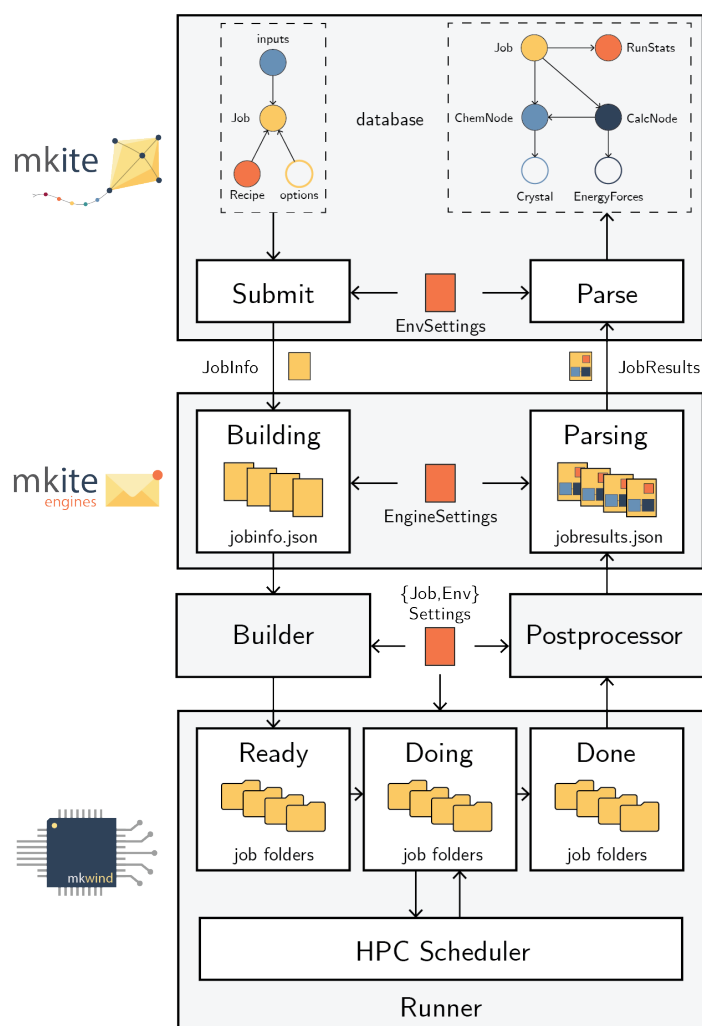 inputs
Job
Recipe
options
database
Job
RunStats
ChemNode
CalcNode
Crystal
EnergyForces
mkite
Submit
EnvSettings
Parse
JobInfo
JobResults
mkite
engines
Building
jobinfo.json
EngineSettings
Parsing
jobresults.json
Builder
{Job,Env}
Settings
Postprocessor
Ready
job folders
Doing
job folders
Done
job folders
mkwind
HPC Scheduler
Runner